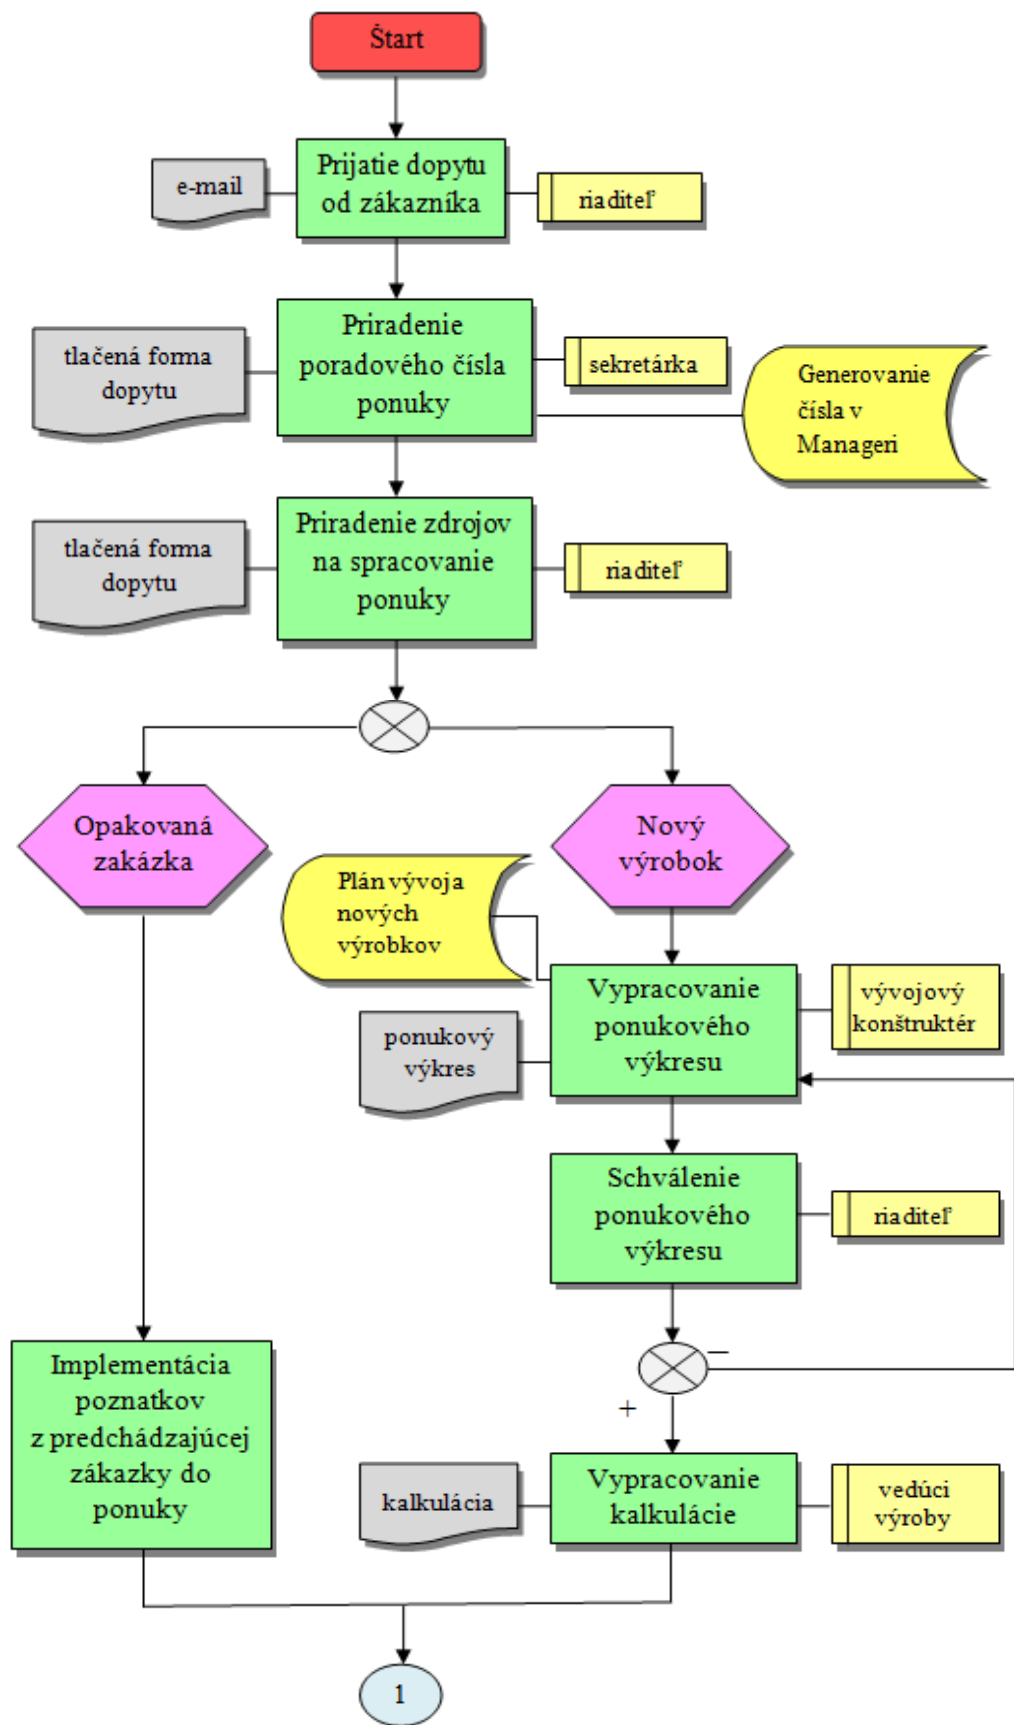 Štart
Prijatie dopytu
od zákazníka
e-mail
riaditeľ
Priradenie
poradového čísla
ponuky
tlačená forma
dopytu
sekretárka
Generovanie
čísla v
Manageri
Priradenie zdrojov
na spracovanie
ponuky
tlačená forma
dopytu
riaditeľ
Opakovaná
zakázka
Nový
výrobok
Plán vývoja
nových
výrobkov
Vypracovanie
ponukového
výkresu
vývojový
konštruktér
ponukový
výkres
Schválenie
ponukového
výkresu
riaditeľ
–
+
Implementácia
poznatkov
z predchádzajúcej
zákazky do
ponuky
kalkulácia
Vypracovanie
kalkulácie
vedúci
výroby
1